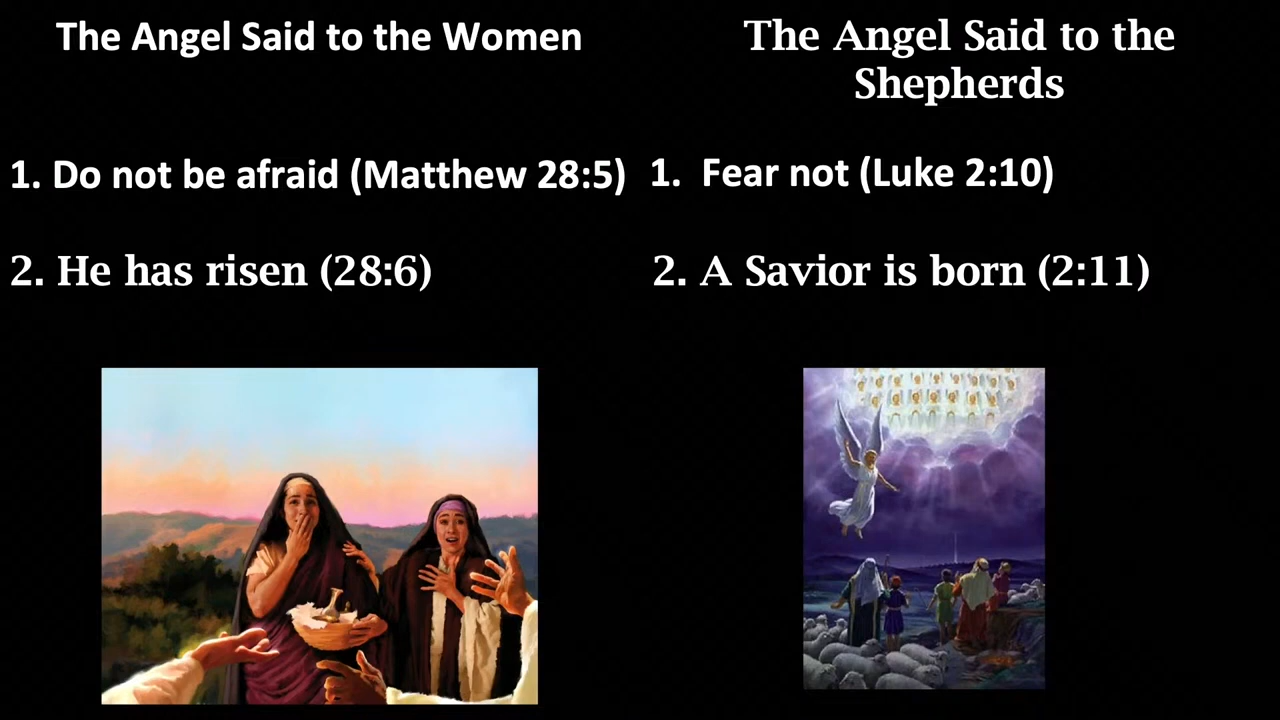 The Angel Said to the Women
1. Do not be afraid (Matthew 28:5)
2. He has risen (28:6)
The Angel Said to the
Shepherds
1. Fear not (Luke 2:10)
2. A Savior is born (2:11)